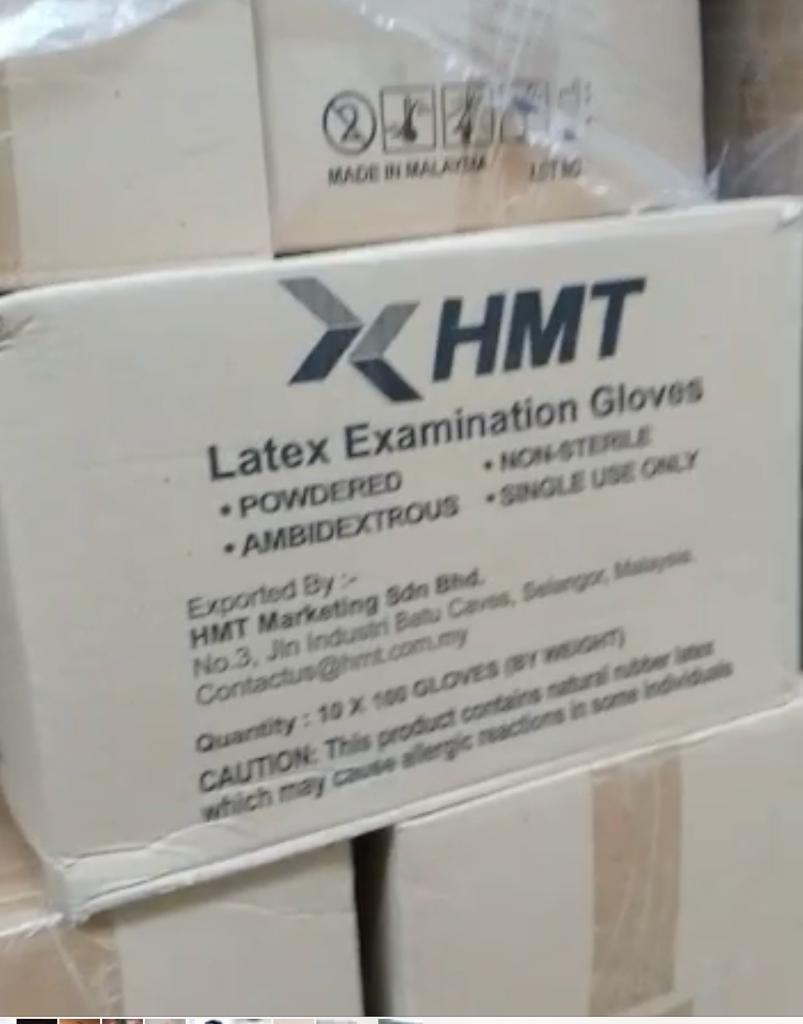 MADE IN MALAYSIA LOT NO
HMT
Latex Examination Gloves
• POWDERED • NON-STERILE
• AMBIDEXTROUS • SINGLE USE ONLY
Exported By :-
HMT Marketing Sdn Bhd.
No.3, Jln Industri Batu Caves, Selangor, Malaysia.
Contactus@hmt.com.my
Quantity : 10 X 100 GLOVES (BY WEIGHT)
CAUTION: This product contains natural rubber latex
which may cause allergic reactions in some individuals